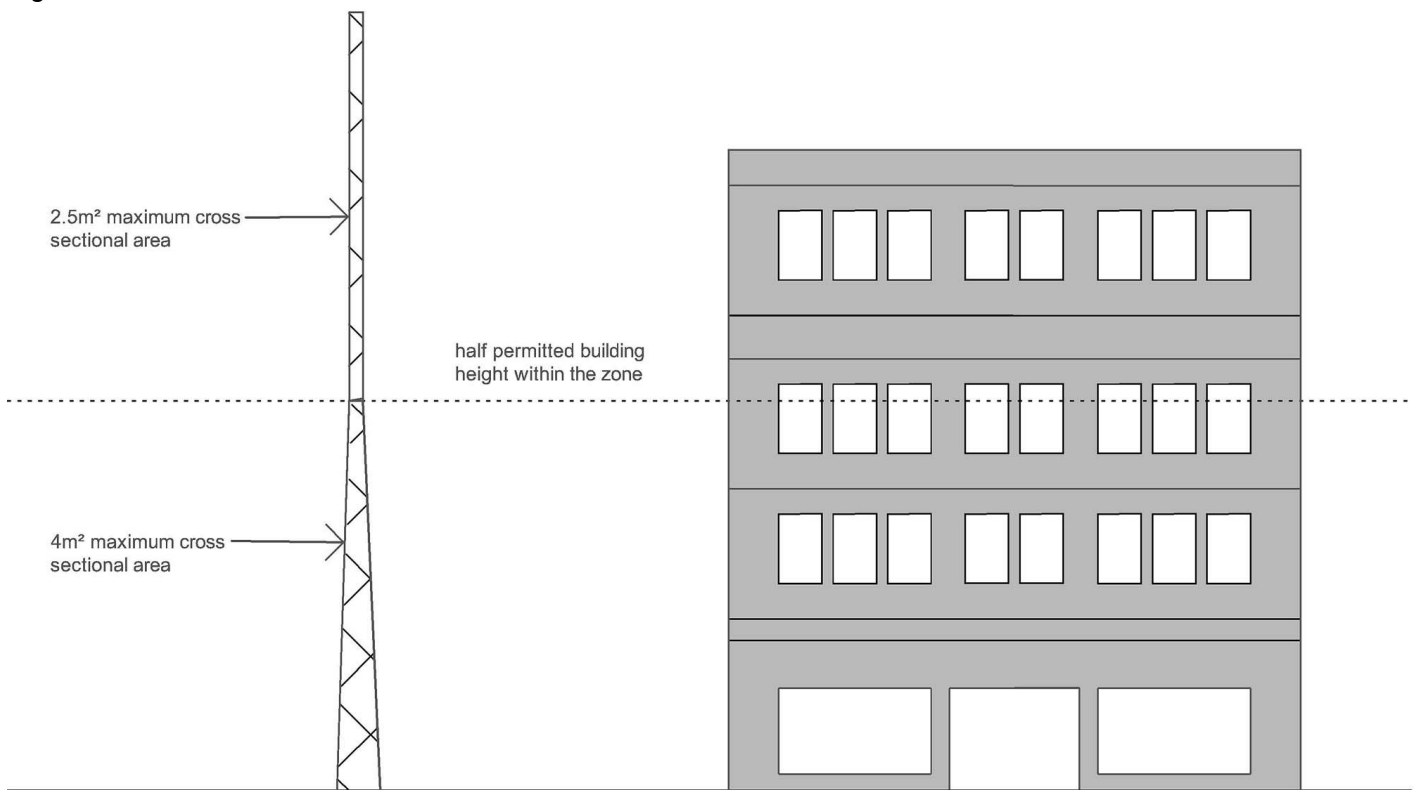 2.5m² maximum cross
sectional area
half permitted building
height within the zone
4m² maximum cross
sectional area